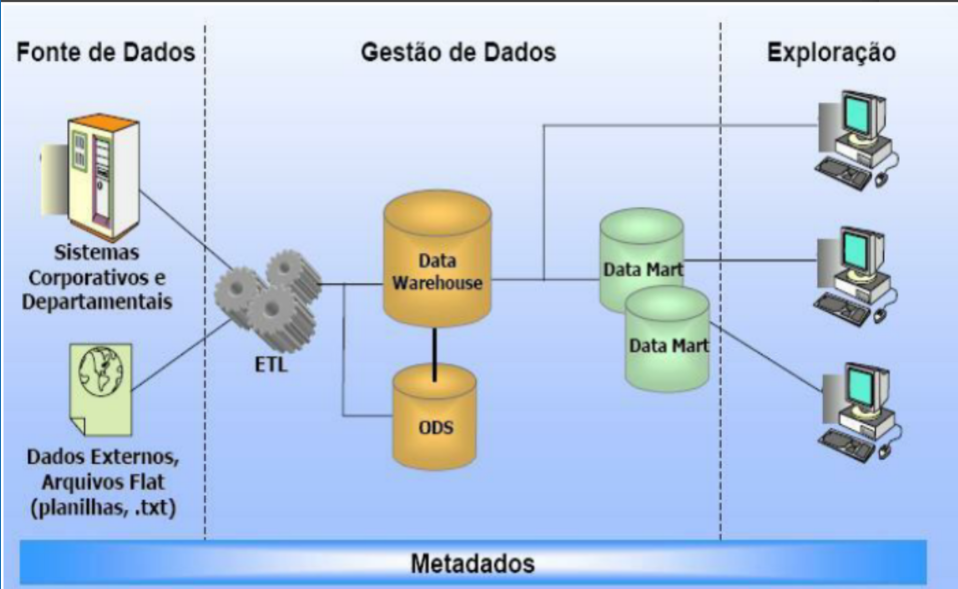 Fonte de Dados
Gestão de Dados
Exploração
Sistemas
Corporativos e
Departamentais
ETL
Data
Warehouse
ODS
Data Mart
Data Mart
Dados Externos,
Arquivos Flat
(planilhas, .txt)
Metadados